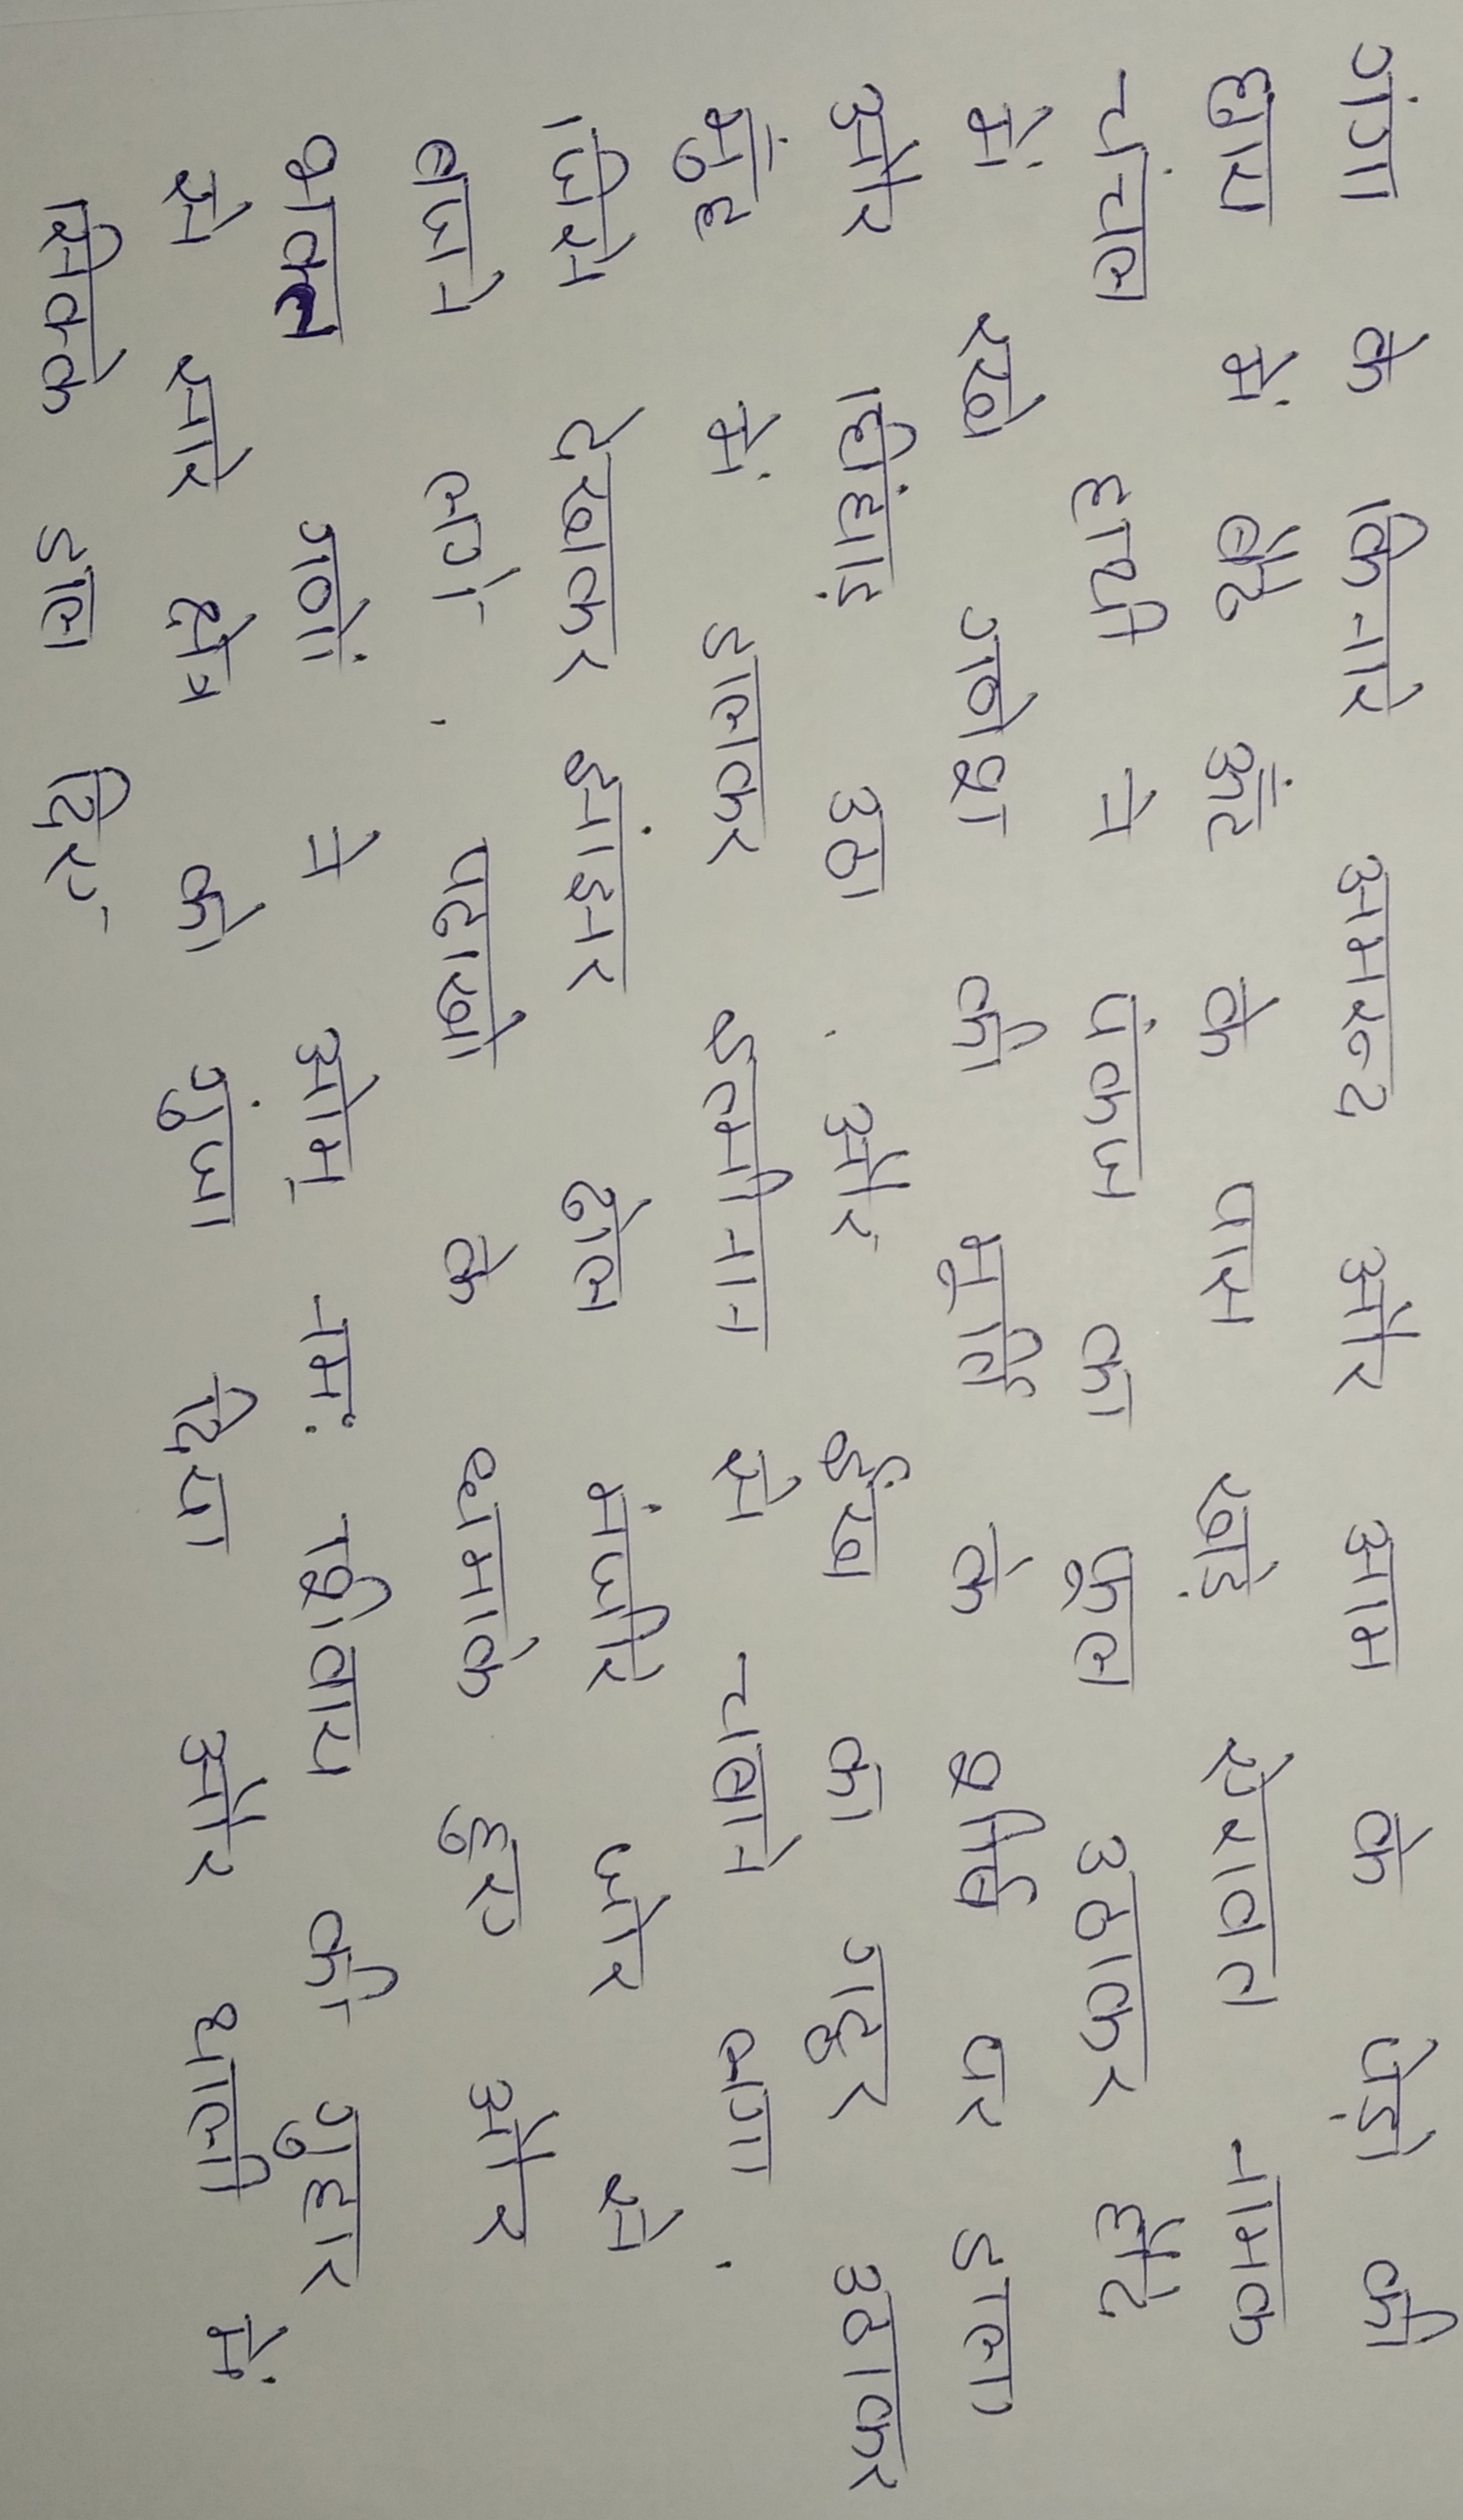 गंगा के किनारे अमरूद और आम के पेड़ो की
छाय में बैठे ऊँट के पास खड़े ऐरावत नामक
चंचल हाथी ने पंकज का फूल उठाकर हौदे
में रखे गणेश की मूर्ति के शीर्ष पर डाला
और चिंघाड़ उठा . और ईंख का गट्ठर उठाकर
मुँह में डालकर इत्मीनान से चबाने लगा .
जिसे देखकर झांझर ढोल मंजीरे जोर से
बजने लगे , पटाखो के धमाके हुए और
भक्त गणों ने ओम् नमः शिवाय की गुहार
से सारे क्षेत्र को गुंजा दिया और थाली में
सिक्के डाल दिए